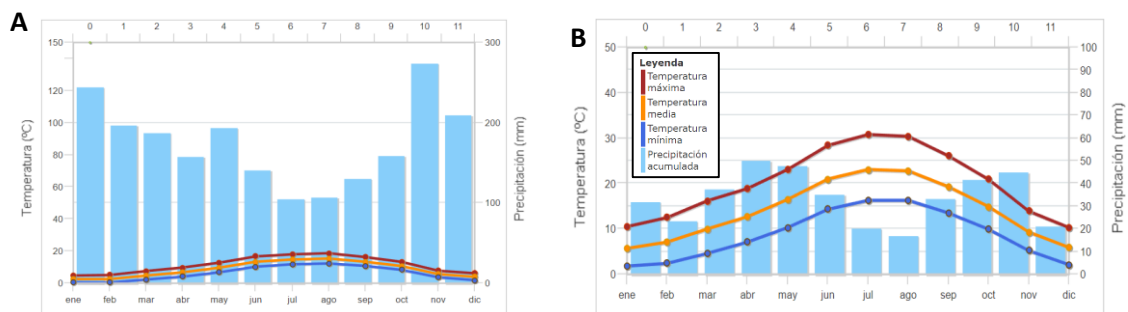 A
0 1 2 3 4 5 6 7 8 9 10 11
150 300
120
100 200
80
60
40 100
20
0 0
Temperatura (ºC)
Precipitación (mm)
ene feb mar abr may jun jul ago sep oct nov dic
B
0 1 2 3 4 5 6 7 8 9 10 11
50 100
90
40 80
70
30 60
50
20 40
30
10 20
10
0 0
Temperatura (ºC)
Precipitación (mm)
Leyenda
Temperatura
máxima
Temperatura
media
Temperatura
mínima
Precipitación
acumulada
ene feb mar abr may jun jul ago sep oct nov dic